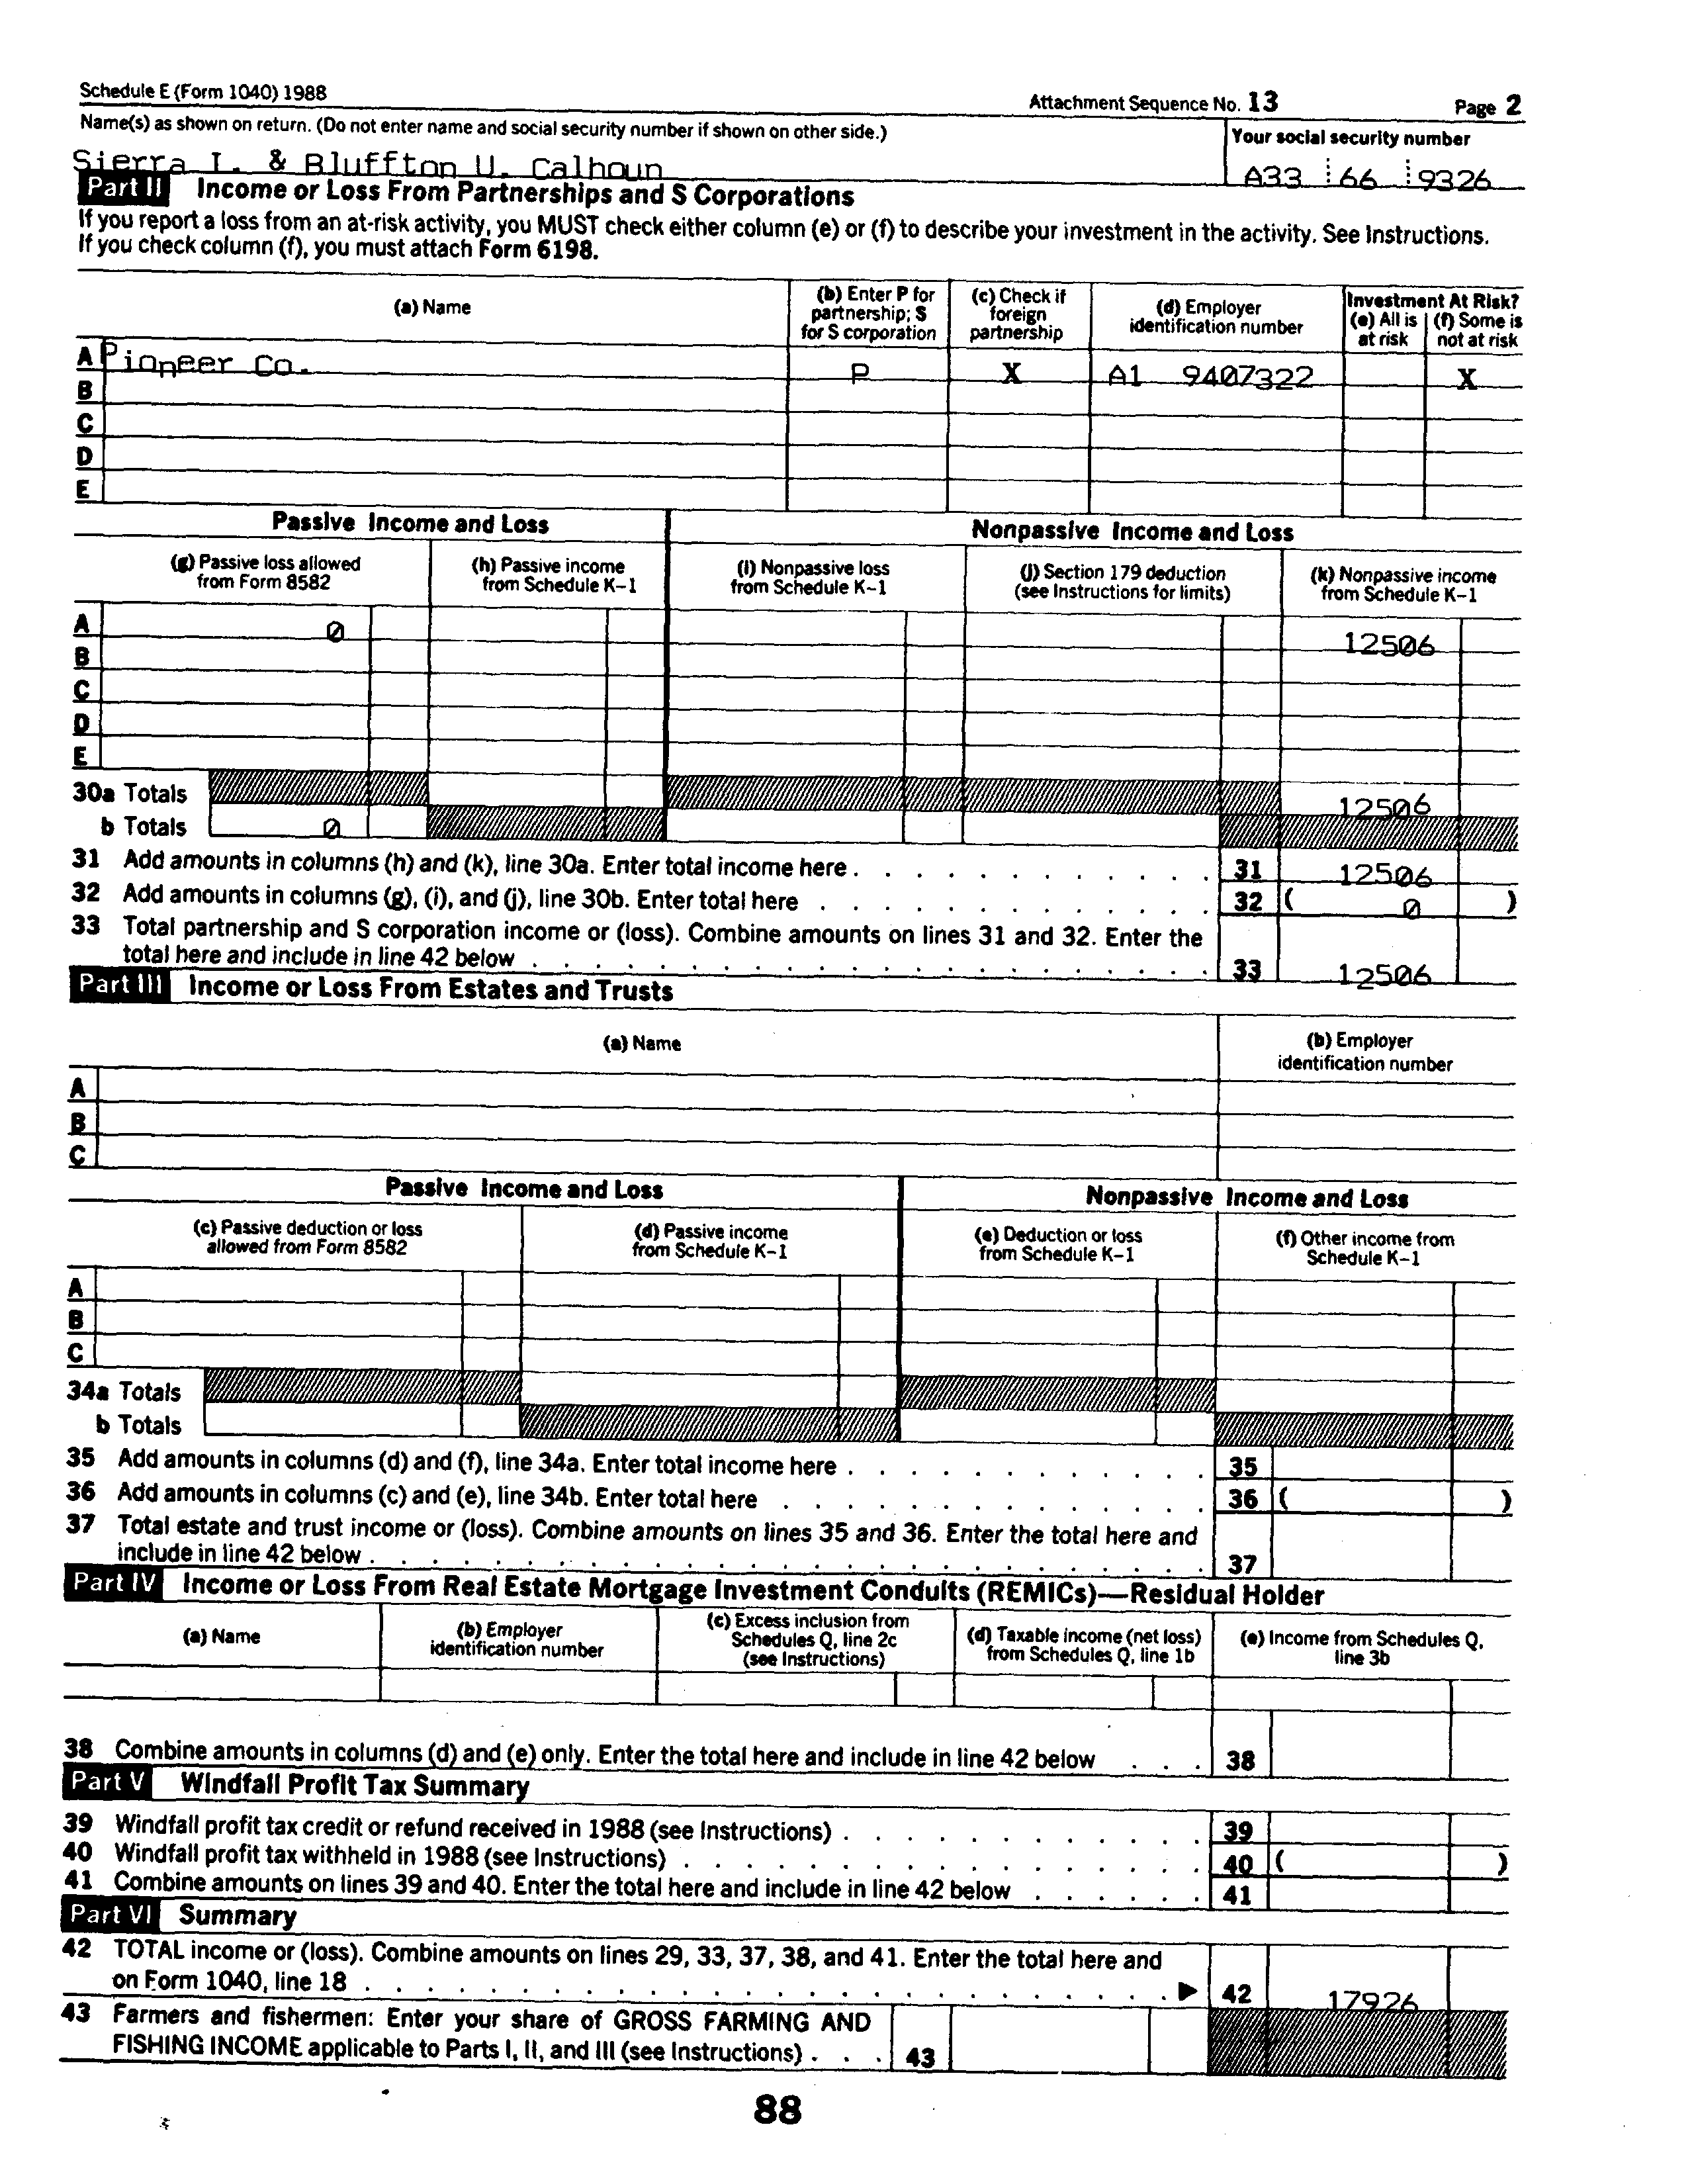 Schedule E (Form 1040) 1988
Attachment Sequence No. 13
Page 2
Name(s) as shown on return. (Do not enter name and social security number if shown on other side.)
Your social security number
Sierra I. & Bluffton U. Calhoun
A33 66 9326
Part II Income or Loss From Partnerships and S Corporations
If you report a loss from an at-risk activity, you MUST check either column (e) or (f) to describe your investment in the activity. See Instructions.
If you check column (f), you must attach Form 6198.
(a) Name
(b) Enter P for
partnership; S
for S corporation
(c) Check if
foreign
partnership
(d) Employer
identification number
Investment At Risk?
(e) All is
at risk
(f) Some is
not at risk
A Pioneer Co. P X A1 9407322 X
B
C
D
E
Passive Income and Loss
Nonpassive Income and Loss
(g) Passive loss allowed
from Form 8582
(h) Passive income
from Schedule K–1
(i) Nonpassive loss
from Schedule K–1
(j) Section 179 deduction
(see Instructions for limits)
(k) Nonpassive income
from Schedule K–1
A 0 12506
B
C
D
E
30a Totals 12506
b Totals 0
31 Add amounts in columns (h) and (k), line 30a. Enter total income here . . . . . . . . . . . . 31 12506
32 Add amounts in columns (g), (i), and (j), line 30b. Enter total here . . . . . . . . . . . . . 32 ( 0 )
33 Total partnership and S corporation income or (loss). Combine amounts on lines 31 and 32. Enter the
total here and include in line 42 below . . . . . . . . . . . . . . . . . . . . . . 33 12506
Part III Income or Loss From Estates and Trusts
(a) Name
(b) Employer
identification number
A
B
C
Passive Income and Loss
Nonpassive Income and Loss
(c) Passive deduction or loss
allowed from Form 8582
(d) Passive income
from Schedule K–1
(e) Deduction or loss
from Schedule K–1
(f) Other income from
Schedule K–1
A
B
C
34a Totals
b Totals
35 Add amounts in columns (d) and (f), line 34a. Enter total income here . . . . . . . . . . . . 35
36 Add amounts in columns (c) and (e), line 34b. Enter total here . . . . . . . . . . . . . . 36 ( )
37 Total estate and trust income or (loss). Combine amounts on lines 35 and 36. Enter the total here and
include in line 42 below . . . . . . . . . . . . . . . . . . . . . . . . . . . 37
Part IV Income or Loss From Real Estate Mortgage Investment Conduits (REMICs)—Residual Holder
(a) Name
(b) Employer
identification number
(c) Excess inclusion from
Schedules Q, line 2c
(see Instructions)
(d) Taxable income (net loss)
from Schedules Q, line 1b
(e) Income from Schedules Q,
line 3b
38 Combine amounts in columns (d) and (e) only. Enter the total here and include in line 42 below . . . 38
Part V Windfall Profit Tax Summary
39 Windfall profit tax credit or refund received in 1988 (see Instructions) . . . . . . . . . . . . 39
40 Windfall profit tax withheld in 1988 (see Instructions) . . . . . . . . . . . . . . . . . 40 ( )
41 Combine amounts on lines 39 and 40. Enter the total here and include in line 42 below . . . . . . 41
Part VI Summary
42 TOTAL income or (loss). Combine amounts on lines 29, 33, 37, 38, and 41. Enter the total here and
on Form 1040, line 18 . . . . . . . . . . . . . . . . . . . . . . . . . . ▶ 42 17926
43 Farmers and fishermen: Enter your share of GROSS FARMING AND
FISHING INCOME applicable to Parts I, II, and III (see Instructions) . . . 43
88